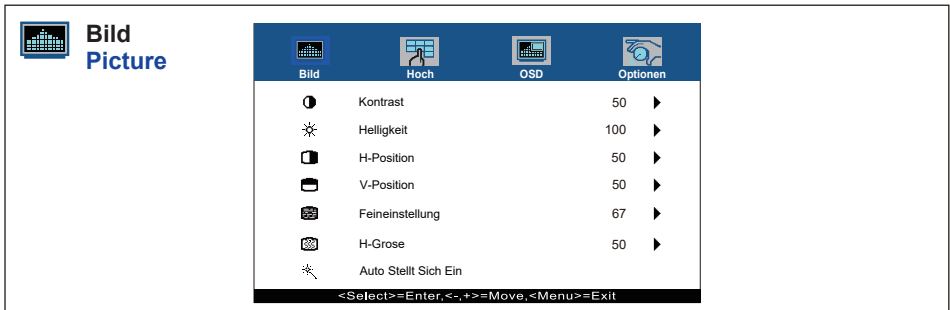 Bild
Picture
Bild Hoch OSD Optionen
Kontrast 50
Helligkeit 100
H-Position 50
V-Position 50
Feineinstellung 67
H-Grose 50
Auto Stellt Sich Ein
<Select>=Enter,<-,+>=Move,<Menu>=Exit